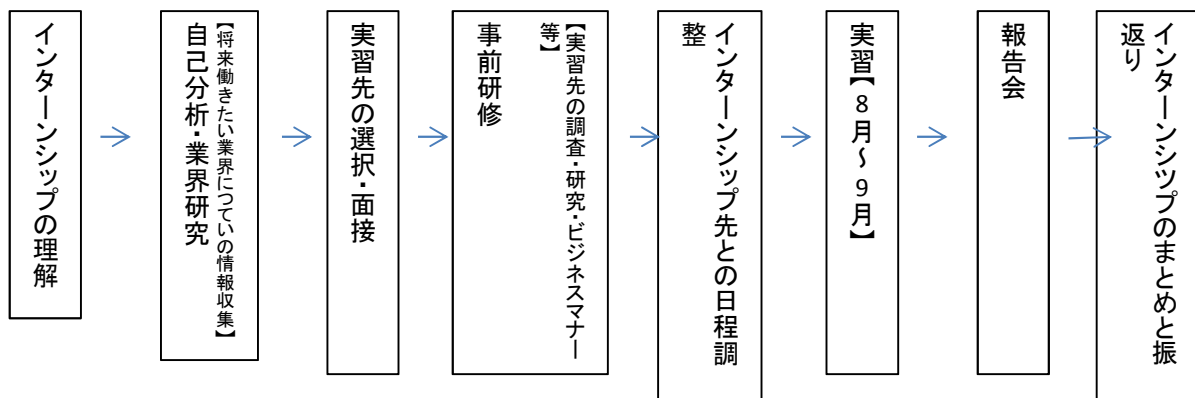 インターンシップの理解
【将来働きたい業界につていの情報収集】
自己分析・業界研究
実習先の選択・面接
【実習先の調査・研究・ビジネスマナー
等】
事前研修
インターンシップ先との日程調
整
実習【8月～9月】
報告会
インターンシツプのまとめと振
返り